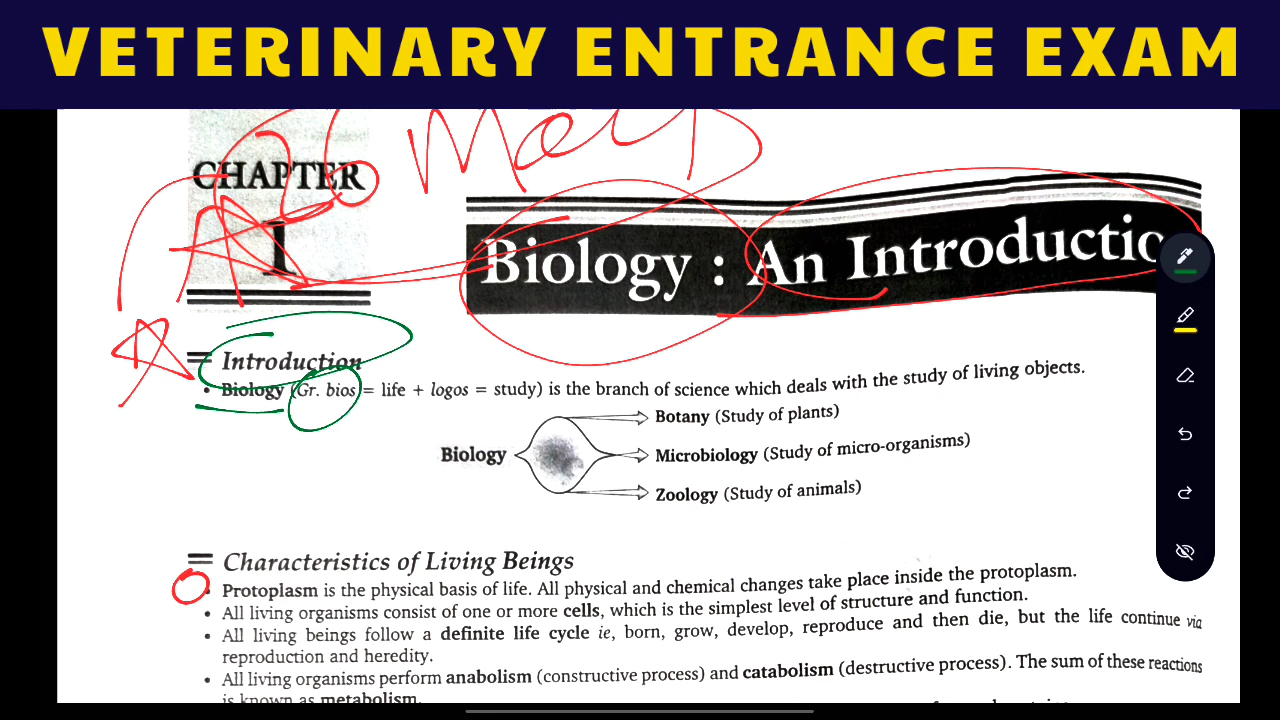 VETERINARY ENTRANCE EXAM
CHAPTER
1
Biology : An Introductio
Introduction
• Biology (Gr. bios = life + logos = study) is the branch of science which deals with the study of living objects.
Botany (Study of plants)
Biology
Microbiology (Study of micro-organisms)
Zoology (Study of animals)
Characteristics of Living Beings
• Protoplasm is the physical basis of life. All physical and chemical changes take place inside the protoplasm.
• All living organisms consist of one or more cells, which is the simplest level of structure and function.
• All living beings follow a definite life cycle ie, born, grow, develop, reproduce and then die, but the life continue via
reproduction and heredity.
• All living organisms perform anabolism (constructive process) and catabolism (destructive process). The sum of these reactions
is known as metabolism.